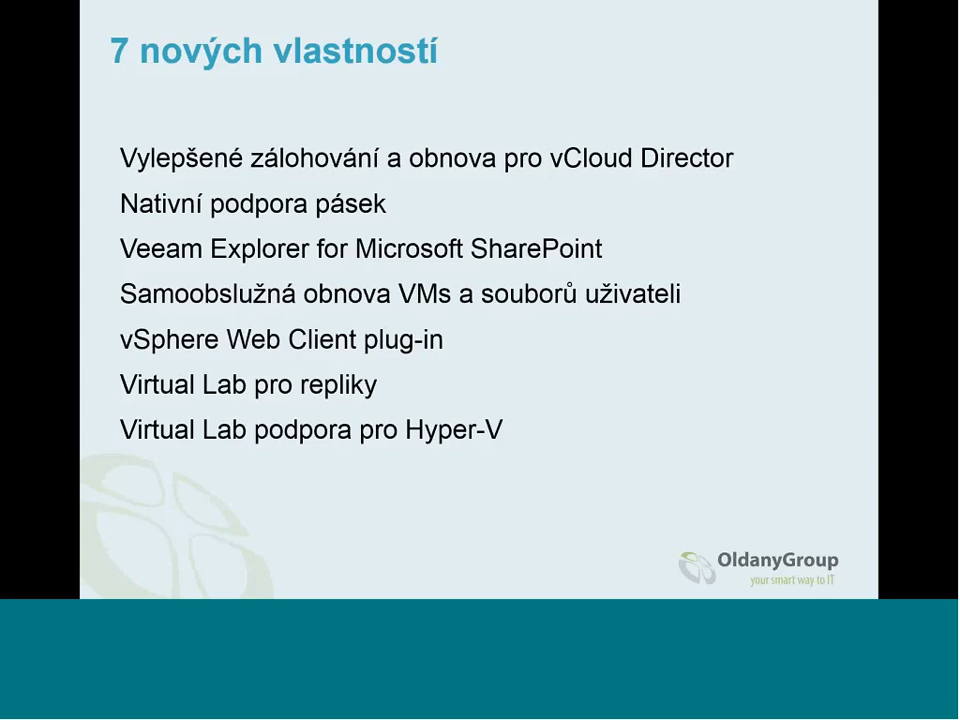 7 nových vlastností
Vylepšené zálohování a obnova pro vCloud Director
Nativní podpora pásek
Veeam Explorer for Microsoft SharePoint
Samoobslužná obnova VMs a souborů uživateli
vSphere Web Client plug-in
Virtual Lab pro repliky
Virtual Lab podpora pro Hyper-V
OldanyGroup
your smart way to IT